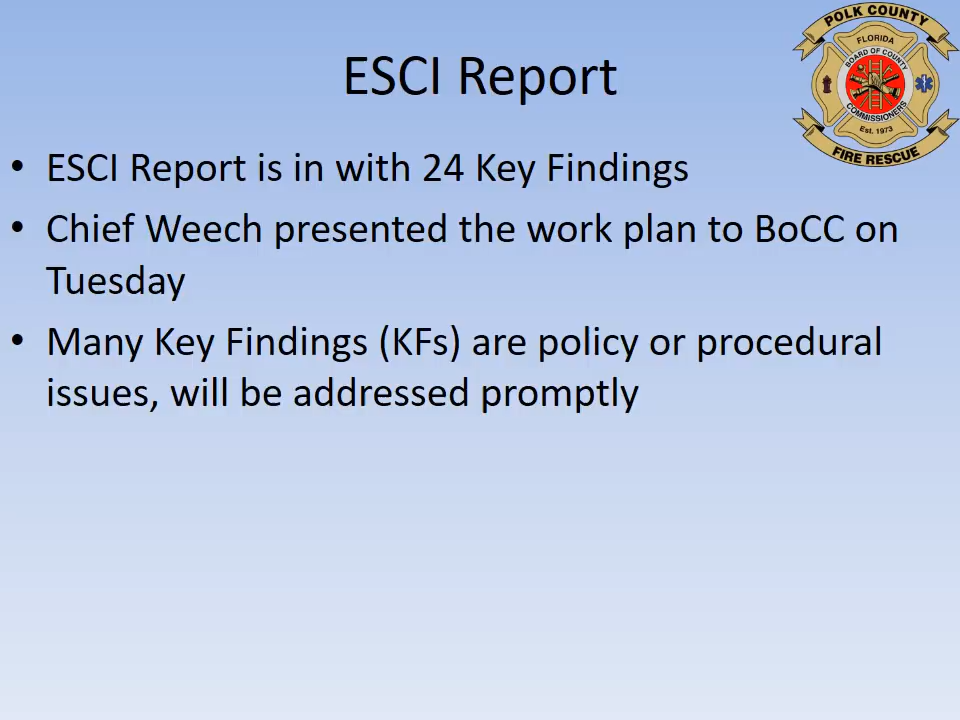 ESCI Report
POLK COUNTY
FLORIDA
BOARD OF COUNTY
COMMISSIONERS
Est. 1973
FIRE RESCUE
• ESCI Report is in with 24 Key Findings
• Chief Weech presented the work plan to BoCC on
Tuesday
• Many Key Findings (KFs) are policy or procedural
issues, will be addressed promptly